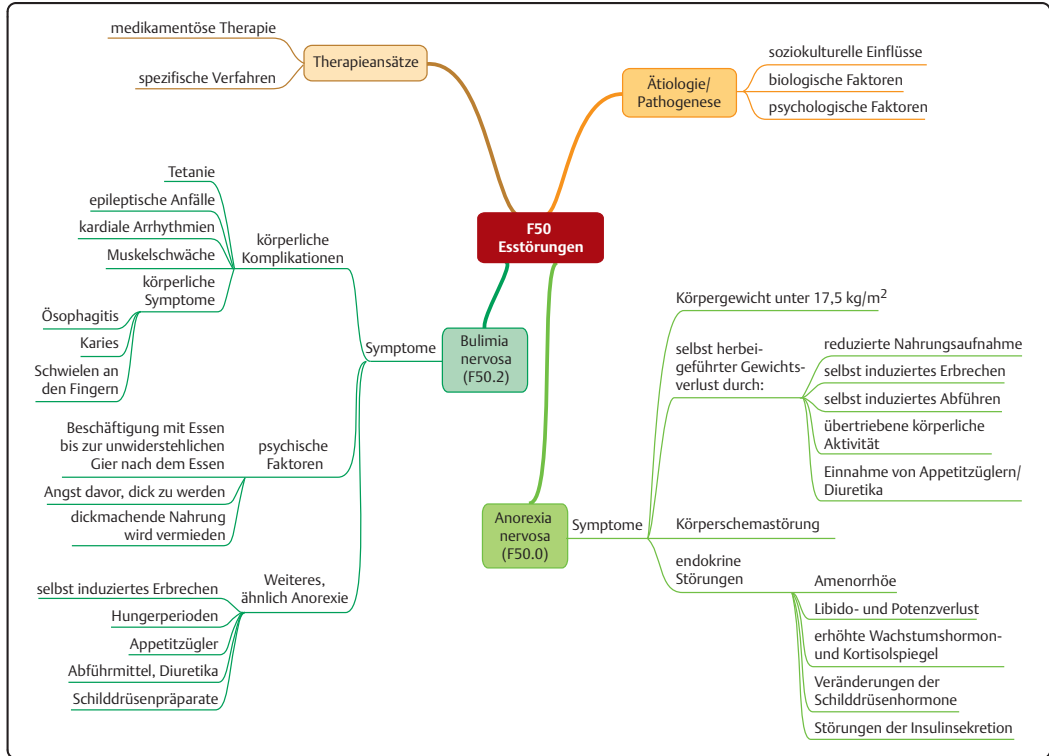 medikamentöse Therapie
spezifische Verfahren
Therapieansätze
Ätiologie/
Pathogenese
soziokulturelle Einflüsse
biologische Faktoren
psychologische Faktoren
F50
Esstörungen
Tetanie
epileptische Anfälle
kardiale Arrhythmien
Muskelschwäche
körperliche
Symptome
Ösophagitis
Karies
Schwielen an
den Fingern
körperliche
Komplikationen
Symptome
Bulimia
nervosa
(F50.2)
Beschäftigung mit Essen
bis zur unwiderstehlichen
Gier nach dem Essen
Angst davor, dick zu werden
dickmachende Nahrung
wird vermieden
psychische
Faktoren
selbst induziertes Erbrechen
Hungerperioden
Appetitzügler
Abführmittel, Diuretika
Schilddrüsenpräparate
Weiteres,
ähnlich Anorexie
Anorexia
nervosa
(F50.0)
Symptome
Körpergewicht unter 17,5 kg/m²
selbst herbei-
geführter Gewichts-
verlust durch:
reduzierte Nahrungsaufnahme
selbst induziertes Erbrechen
selbst induziertes Abführen
übertriebene körperliche
Aktivität
Einnahme von Appetitzüglern/
Diuretika
Körperschemastörung
endokrine
Störungen
Amenorrhöe
Libido- und Potenzverlust
erhöhte Wachstumshormon-
und Kortisolspiegel
Veränderungen der
Schilddrüsenhormone
Störungen der Insulinsekretion